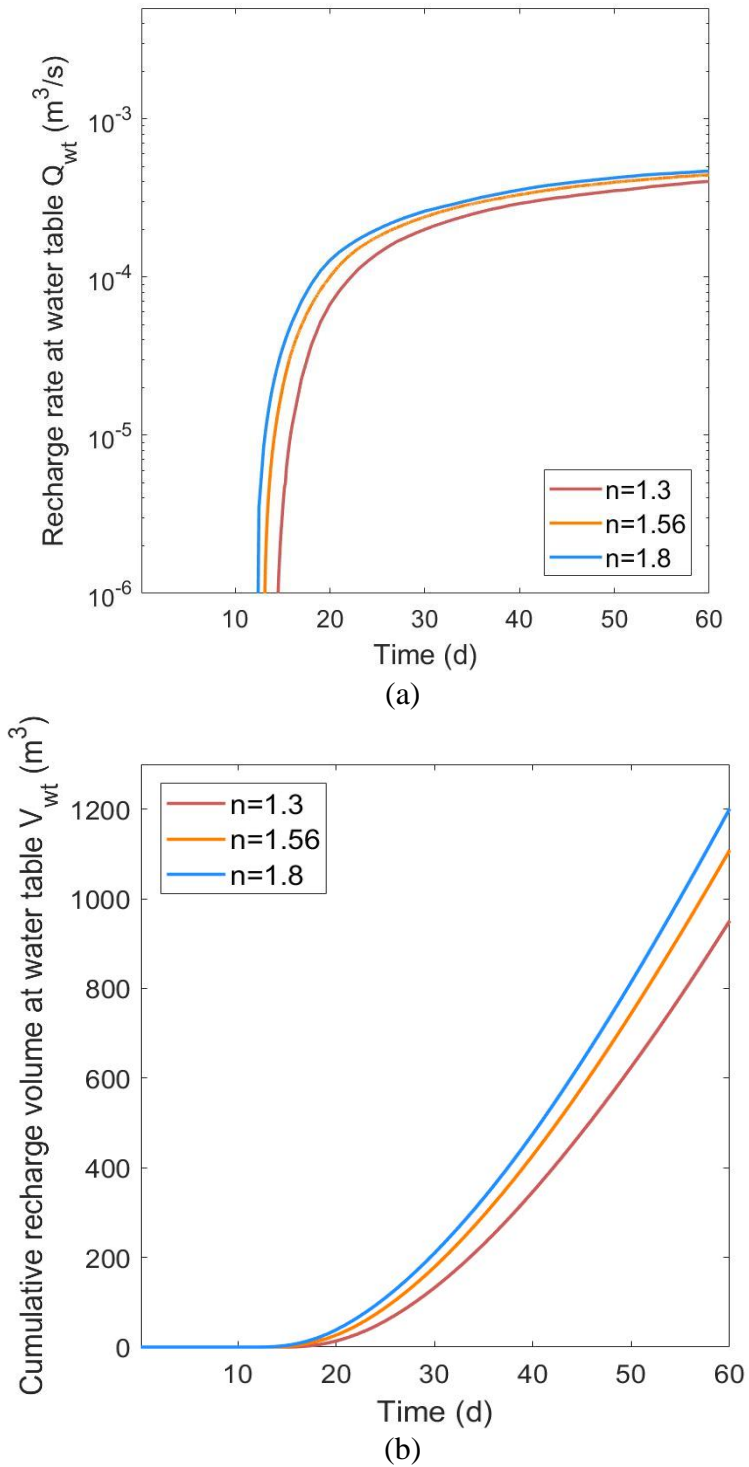 Recharge rate at water table Q_wt (m^3/s)
10^-3
10^-4
10^-5
10^-6
n=1.3
n=1.56
n=1.8
10 20 30 40 50 60
Time (d)
(a)
Cumulative recharge volume at water table V_wt (m^3)
1200
1000
800
600
400
200
0
n=1.3
n=1.56
n=1.8
10 20 30 40 50 60
Time (d)
(b)